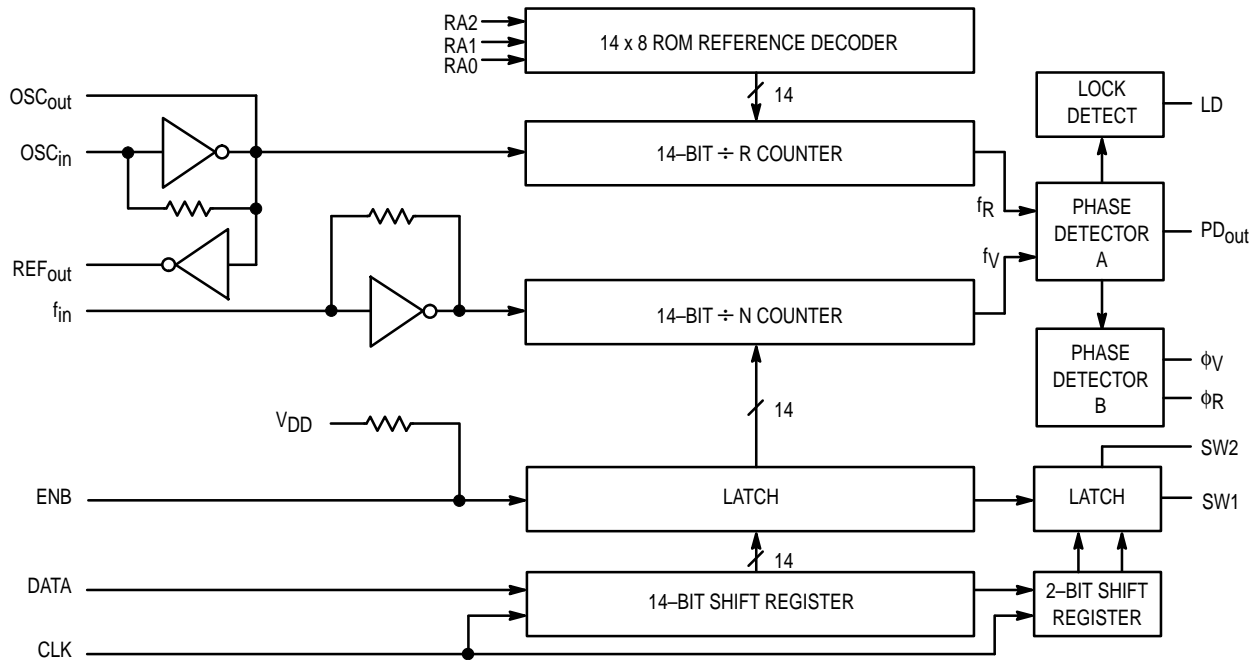 RA2
RA1
RA0
14 x 8 ROM REFERENCE DECODER
14
OSCout
OSCin
REFout
fin
14–BIT ÷ R COUNTER
fR
fV
14–BIT ÷ N COUNTER
LOCK
DETECT
LD
PHASE
DETECTOR
A
PDout
PHASE
DETECTOR
B
ϕV
ϕR
14
VDD
ENB
LATCH
LATCH
SW2
SW1
14
DATA
14–BIT SHIFT REGISTER
2–BIT SHIFT
REGISTER
CLK